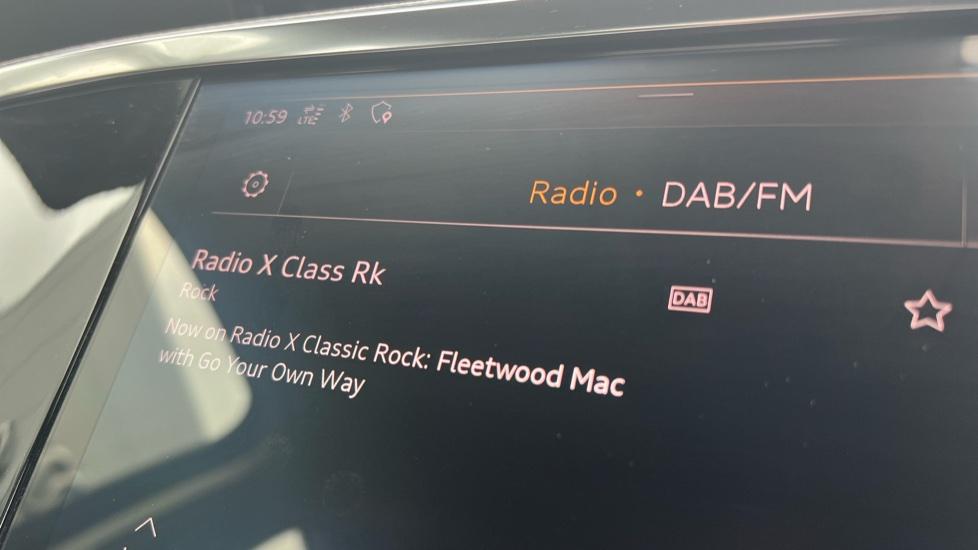 10:59 LTE
Radio • DAB/FM
Radio X Class Rk
DAB
Rock
Now on Radio X Classic Rock: Fleetwood Mac
with Go Your Own Way